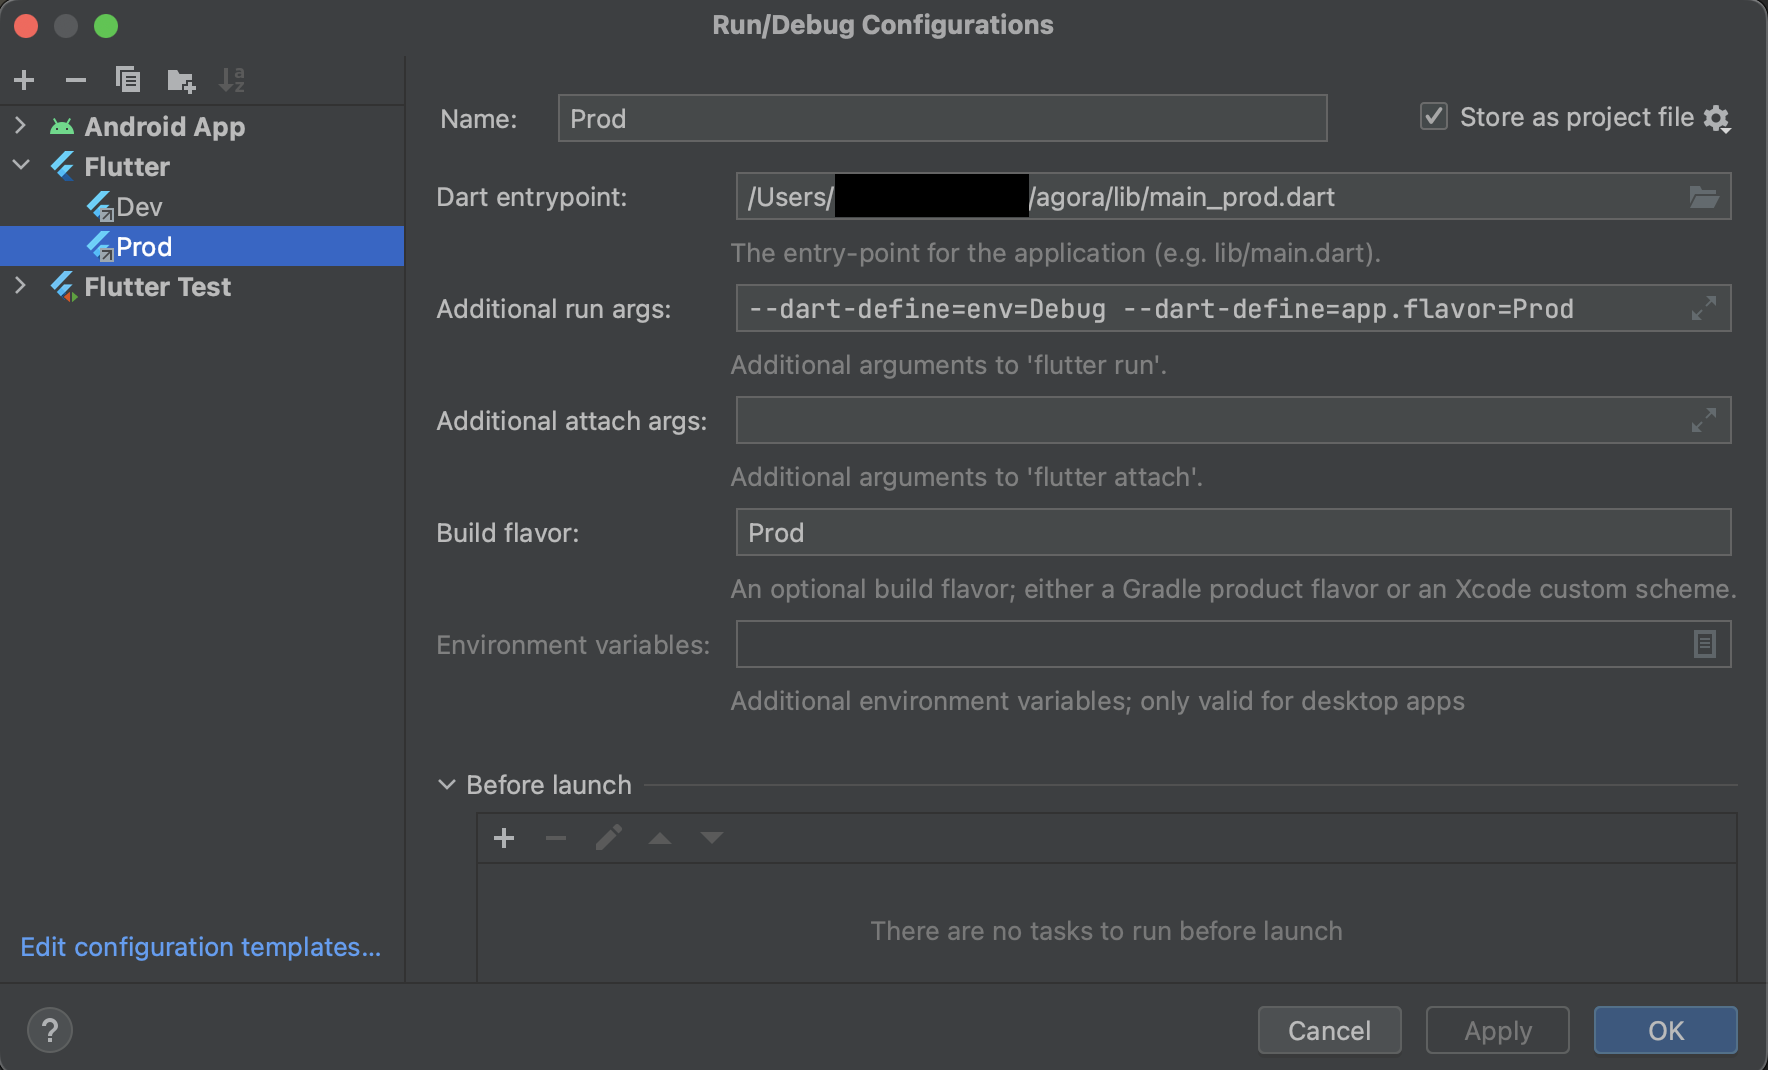 Run/Debug Configurations
Android App
Flutter
Dev
Prod
Flutter Test
Edit configuration templates...
Name: Prod
Store as project file
Dart entrypoint: /Users/ /agora/lib/main_prod.dart
The entry-point for the application (e.g. lib/main.dart).
Additional run args: --dart-define=env=Debug --dart-define=app.flavor=Prod
Additional arguments to 'flutter run'.
Additional attach args:
Additional arguments to 'flutter attach'.
Build flavor: Prod
An optional build flavor; either a Gradle product flavor or an Xcode custom scheme.
Environment variables:
Additional environment variables; only valid for desktop apps
Before launch
There are no tasks to run before launch
? Cancel Apply OK